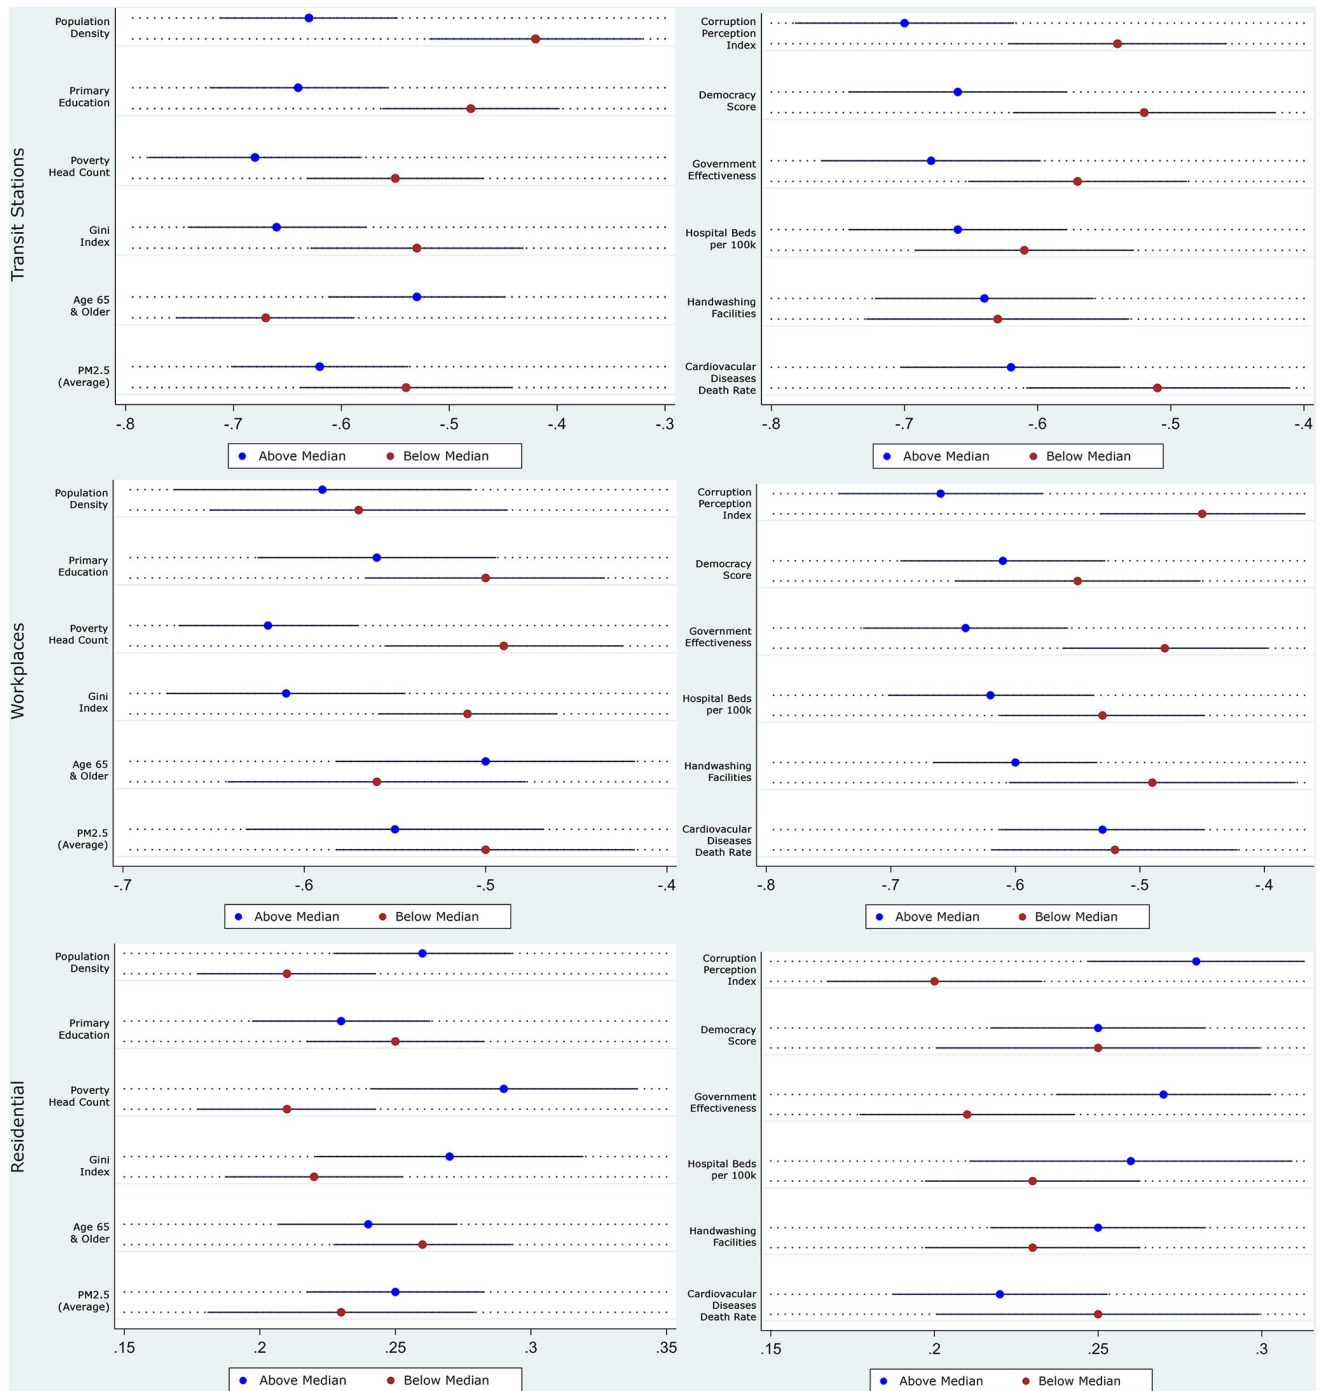 Transit Stations
Population
Density
Primary
Education
Poverty
Head Count
Gini
Index
Age 65
& Older
PM2.5
(Average)
-.8 -.7 -.6 -.5 -.4 -.3
Above Median Below Median
Corruption
Perception
Index
Democracy
Score
Government
Effectiveness
Hospital Beds
per 100k
Handwashing
Facilities
Cardiovacular
Diseases
Death Rate
-.8 -.7 -.6 -.5 -.4
Above Median Below Median
Workplaces
Population
Density
Primary
Education
Poverty
Head Count
Gini
Index
Age 65
& Older
PM2.5
(Average)
-.7 -.6 -.5 -.4
Above Median Below Median
Corruption
Perception
Index
Democracy
Score
Government
Effectiveness
Hospital Beds
per 100k
Handwashing
Facilities
Cardiovacular
Diseases
Death Rate
-.8 -.7 -.6 -.5 -.4
Above Median Below Median
Residential
Population
Density
Primary
Education
Poverty
Head Count
Gini
Index
Age 65
& Older
PM2.5
(Average)
.15 .2 .25 .3 .35
Above Median Below Median
Corruption
Perception
Index
Democracy
Score
Government
Effectiveness
Hospital Beds
per 100k
Handwashing
Facilities
Cardiovacular
Diseases
Death Rate
.15 .2 .25 .3
Above Median Below Median